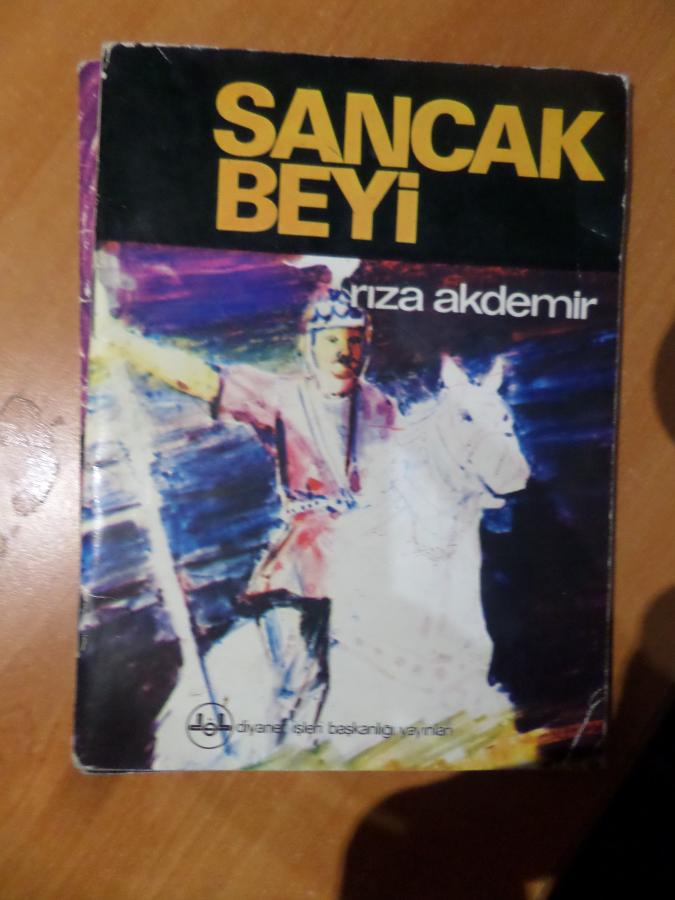 SANCAK
BEYİ
rıza akdemir
diyanet işleri başkanlığı yayınları